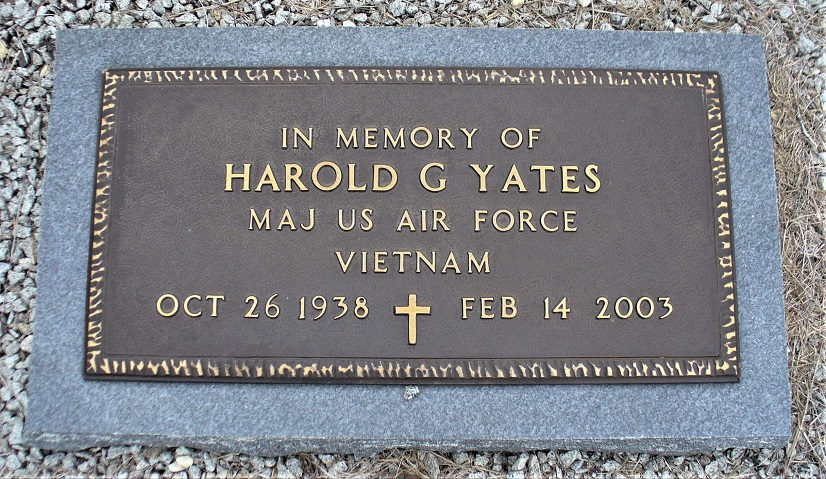 IN MEMORY OF
HAROLD G YATES
MAJ US AIR FORCE
VIETNAM
OCT 26 1938 FEB 14 2003